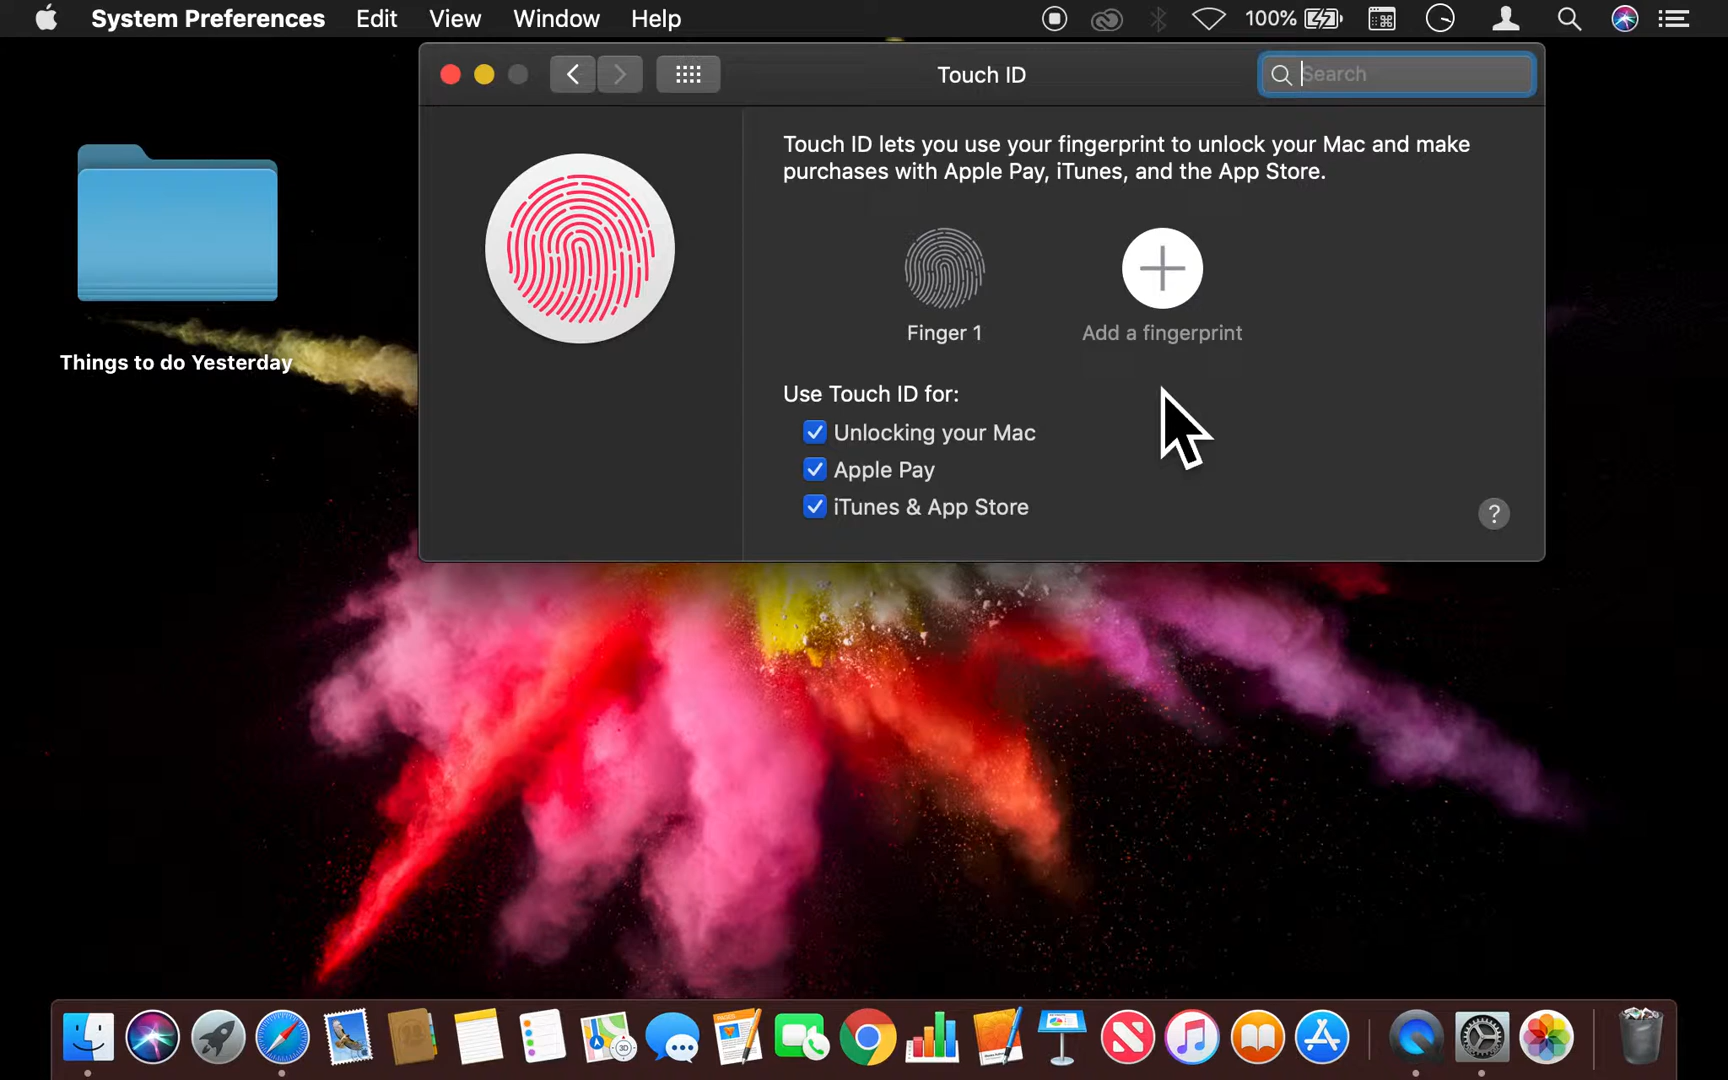 System Preferences Edit View Window Help 100%
Touch ID
Search
Touch ID lets you use your fingerprint to unlock your Mac and make
purchases with Apple Pay, iTunes, and the App Store.
Finger 1
Add a fingerprint
Things to do Yesterday
Use Touch ID for:
Unlocking your Mac
Apple Pay
iTunes & App Store
?